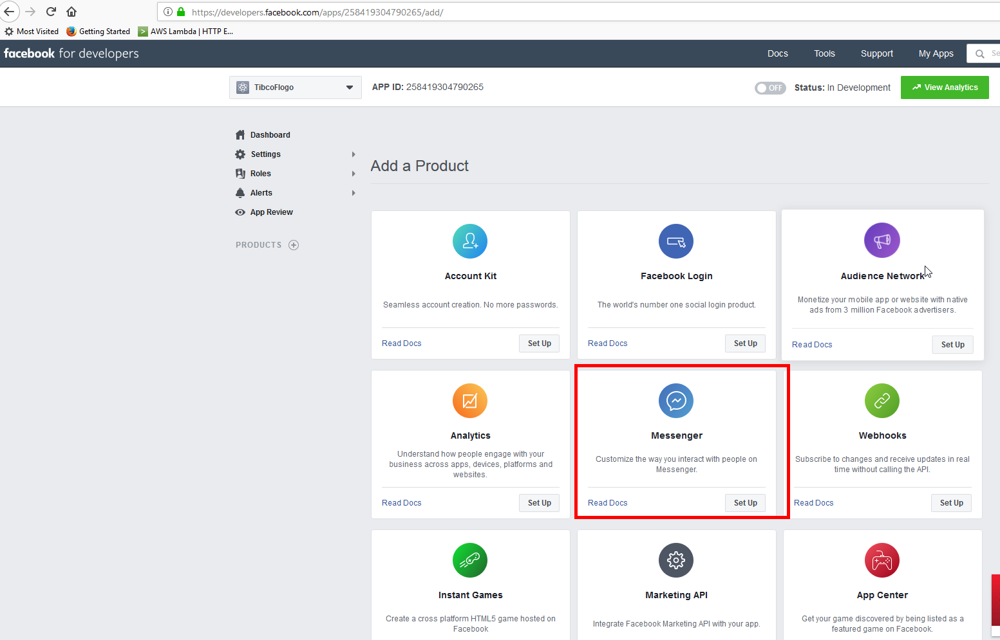 https://developers.facebook.com/apps/258419304790265/add/
Most Visited
Getting Started
AWS Lambda | HTTP E...
facebook for developers
Docs
Tools
Support
My Apps
TibcoFlogo
APP ID: 258419304790265
OFF
Status: In Development
View Analytics
Dashboard
Settings
Roles
Alerts
App Review
PRODUCTS
Add a Product
Account Kit
Seamless account creation. No more passwords.
Read Docs
Set Up
Facebook Login
The world's number one social login product.
Read Docs
Set Up
Audience Network
Monetize your mobile app or website with native
ads from 3 million Facebook advertisers.
Read Docs
Set Up
Analytics
Understand how people engage with your
business across apps, devices, platforms and
websites.
Read Docs
Set Up
Messenger
Customize the way you interact with people on
Messenger.
Read Docs
Set Up
Webhooks
Subscribe to changes and receive updates in real
time without calling the API.
Read Docs
Set Up
Instant Games
Create a cross platform HTML5 game hosted on
Facebook
Marketing API
Integrate Facebook Marketing API with your app.
App Center
Get your game discovered by being listed as a
featured game on Facebook.